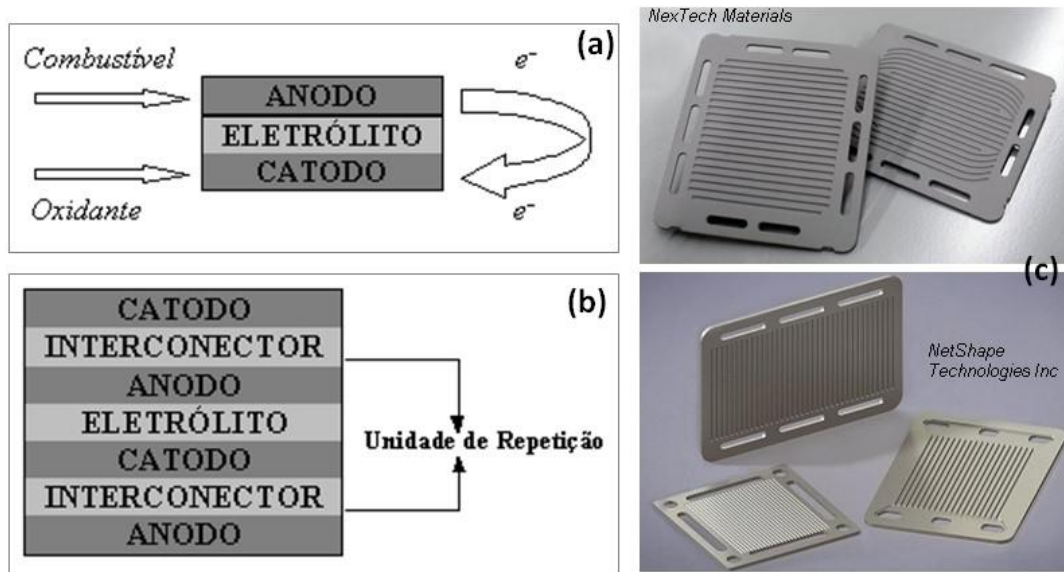 (a)
Combustível
e-
ANODO
ELETRÓLITO
CATODO
Oxidante
e-
(b)
CATODO
INTERCONECTOR
ANODO
ELETRÓLITO
CATODO
INTERCONECTOR
ANODO
Unidade de Repetição
NexTech Materials
(c)
NetShape
Technologies Inc